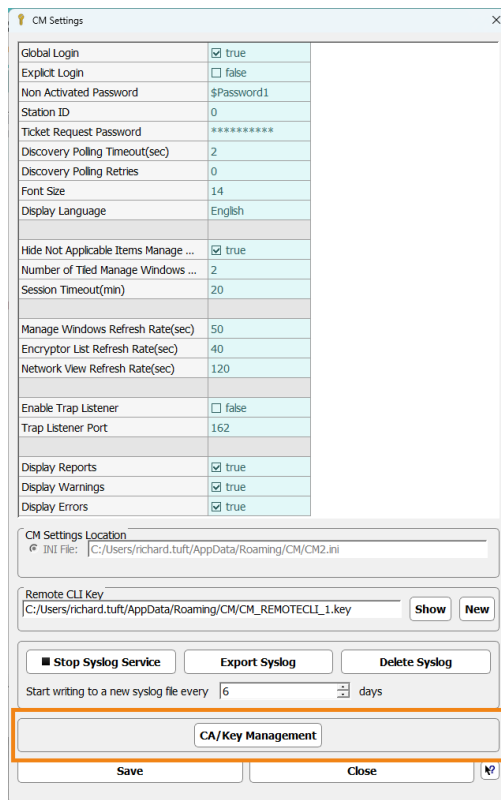 CM Settings
Global Login true
Explicit Login false
Non Activated Password $Password1
Station ID 0
Ticket Request Password **********
Discovery Polling Timeout(sec) 2
Discovery Polling Retries 0
Font Size 14
Display Language English
Hide Not Applicable Items Manage ... true
Number of Tiled Manage Windows ... 2
Session Timeout(min) 20
Manage Windows Refresh Rate(sec) 50
Encryptor List Refresh Rate(sec) 40
Network View Refresh Rate(sec) 120
Enable Trap Listener false
Trap Listener Port 162
Display Reports true
Display Warnings true
Display Errors true
CM Settings Location
INI File: C:/Users/richard.tuft/AppData/Roaming/CM/CM2.ini
Remote CLI Key
C:/Users/richard.tuft/AppData/Roaming/CM/CM_REMOTECLI_1.key Show New
Stop Syslog Service Export Syslog Delete Syslog
Start writing to a new syslog file every 6 days
CA/Key Management
Save Close ?